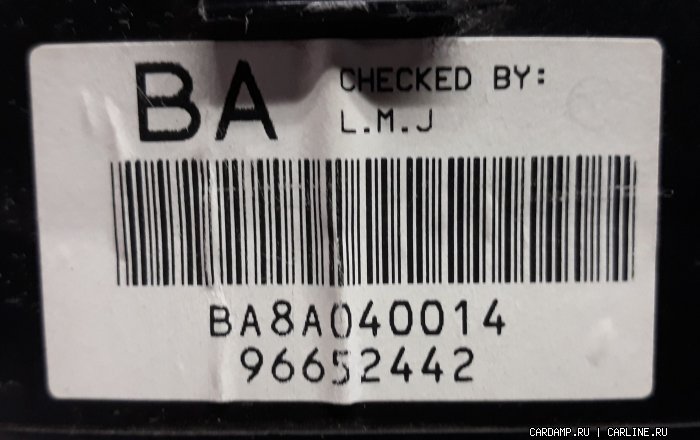 BA
CHECKED BY:
L.M.J
BA8A040014
96652442
CARDAMP.RU | CARLINE.RU